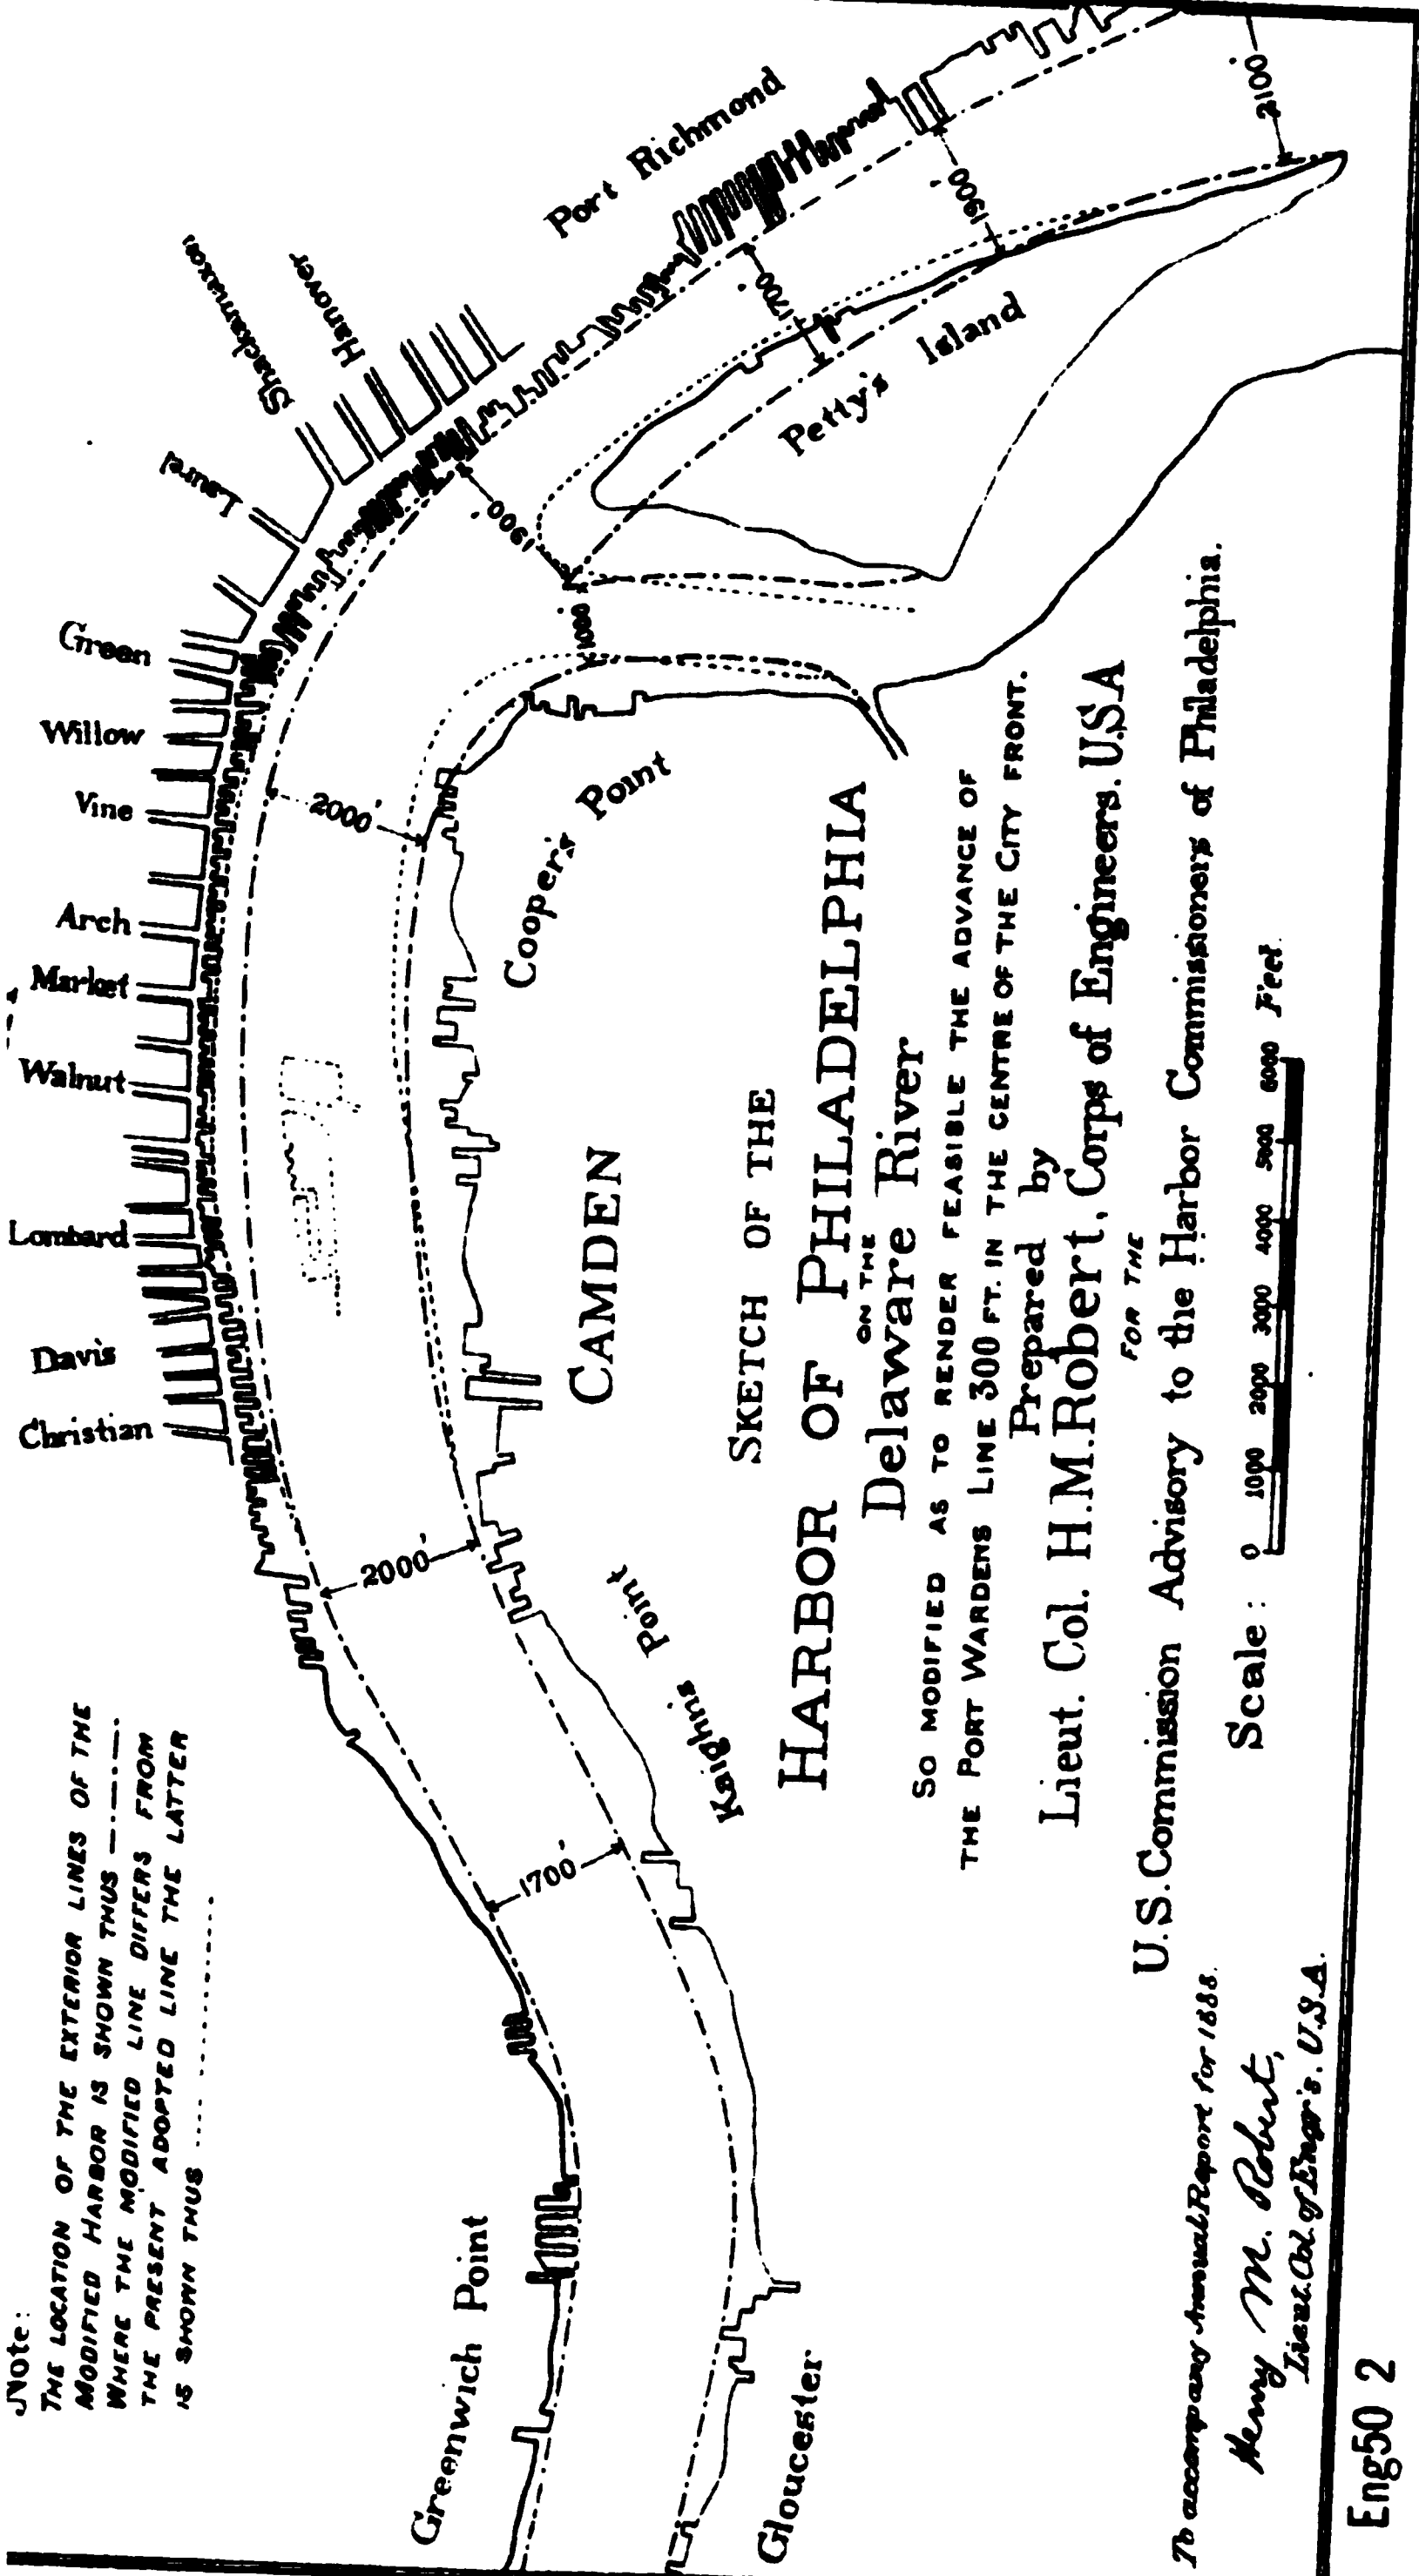 Note:
THE LOCATION OF THE EXTERIOR LINES OF THE
MODIFIED HARBOR IS SHOWN THUS
WHERE THE MODIFIED LINE DIFFERS FROM
THE PRESENT ADOPTED LINE THE LATTER
IS SHOWN THUS
Christian
Davis
Lombard
Walnut
Market
Arch
Vine
Willow
Green
Laurel
Shackamaxon
Hanover
Port Richmond
Greenwich Point
Gloucester
1700'
2000'
2000'
1900'
1000'
1700'
1900'
2100'
Kaighns Point
CAMDEN
Cooper's Point
Petty's Island
SKETCH OF THE
HARBOR OF PHILADELPHIA
ON THE
Delaware River
SO MODIFIED AS TO RENDER FEASIBLE THE ADVANCE OF
THE PORT WARDENS LINE 300 FT. IN THE CENTRE OF THE CITY FRONT.
Prepared by
Lieut. Col. H.M.Robert, Corps of Engineers. U.S.A
FOR THE
U.S. Commission Advisory to the Harbor Commissioners of Philadelphia.
Scale: 0 1000 2000 3000 4000 5000 6000 Feet.
To accompany Annual Report for 1888.
Henry M. Robert,
Lieut. Col. of Engr's. U.S.A.
Eng50 2